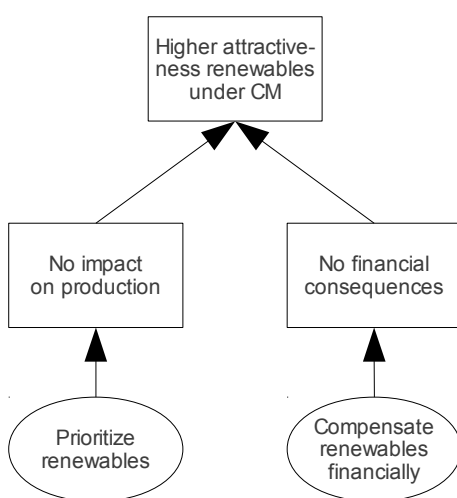 Higher attractive-
ness renewables
under CM
No impact
on production
No financial
consequences
Prioritize
renewables
Compensate
renewables
financially